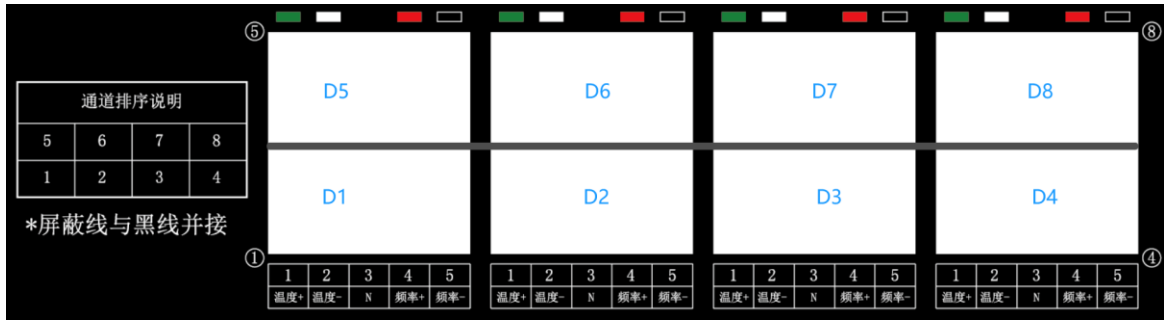 ⑤ ⑧
D5 D6 D7 D8
通道排序说明
5 6 7 8
1 2 3 4
D1 D2 D3 D4
*屏蔽线与黑线并接
① ④
1 2 3 4 5 1 2 3 4 5 1 2 3 4 5 1 2 3 4 5
温度+ 温度- N 频率+ 频率- 温度+ 温度- N 频率+ 频率- 温度+ 温度- N 频率+ 频率- 温度+ 温度- N 频率+ 频率-